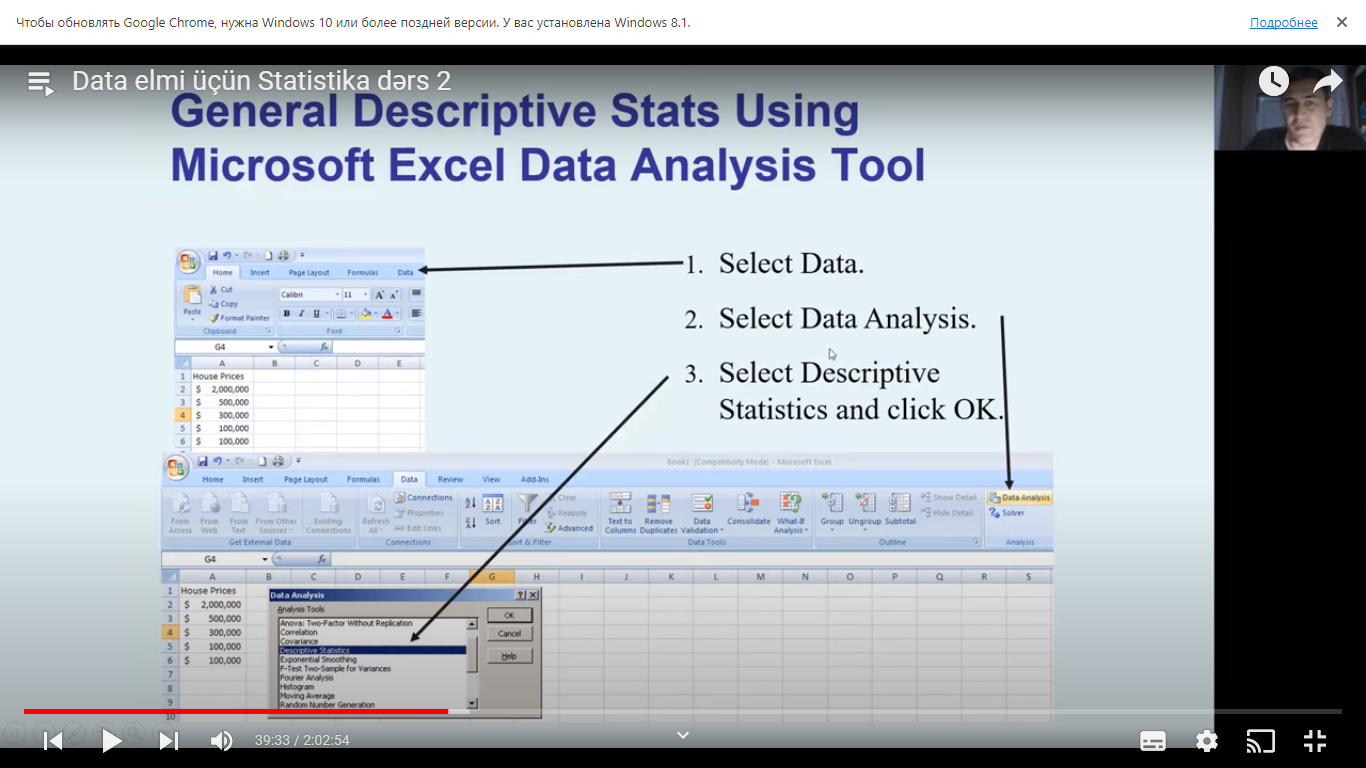 Чтобы обновлять Google Chrome, нужна Windows 10 или более поздней версии. У вас установлена Windows 8.1.
Подробнее
Data elmi üçün Statistika dərs 2
General Descriptive Stats Using
Microsoft Excel Data Analysis Tool
1. Select Data.
2. Select Data Analysis.
3. Select Descriptive
Statistics and click OK.
Home Insert Page Layout Formulas Data
Cut
Copy
Paste
Format Painter
Calibri 11
B I U
Clipboard Font
G4 fx
A B C D E
1 House Prices
2 $ 2,000,000
3 $ 500,000
4 $ 300,000
5 $ 100,000
6 $ 100,000
Book1 [Compatibility Mode] - Microsoft Excel
Home Insert Page Layout Formulas Data Review View Add-Ins
From Access
From Web
From Text
From Other Sources
Existing Connections
Refresh All
Connections
Properties
Edit Links
Sort
Filter
Clear
Reapply
Advanced
Text to Columns
Remove Duplicates
Data Validation
Consolidate
What-If Analysis
Group
Ungroup
Subtotal
Show Detail
Hide Detail
Data Analysis
Solver
Get External Data Connections Sort & Filter Data Tools Outline Analysis
G4 fx
A B C D E F G H I J K L M N O P Q R S
1 House Prices
2 $ 2,000,000
3 $ 500,000
4 $ 300,000
5 $ 100,000
6 $ 100,000
7
8
9
10
Data Analysis
Analysis Tools
Anova: Two-Factor Without Replication
Correlation
Covariance
Descriptive Statistics
Exponential Smoothing
F-Test Two-Sample for Variances
Fourier Analysis
Histogram
Moving Average
Random Number Generation
OK
Cancel
Help
39:33 / 2:02:54